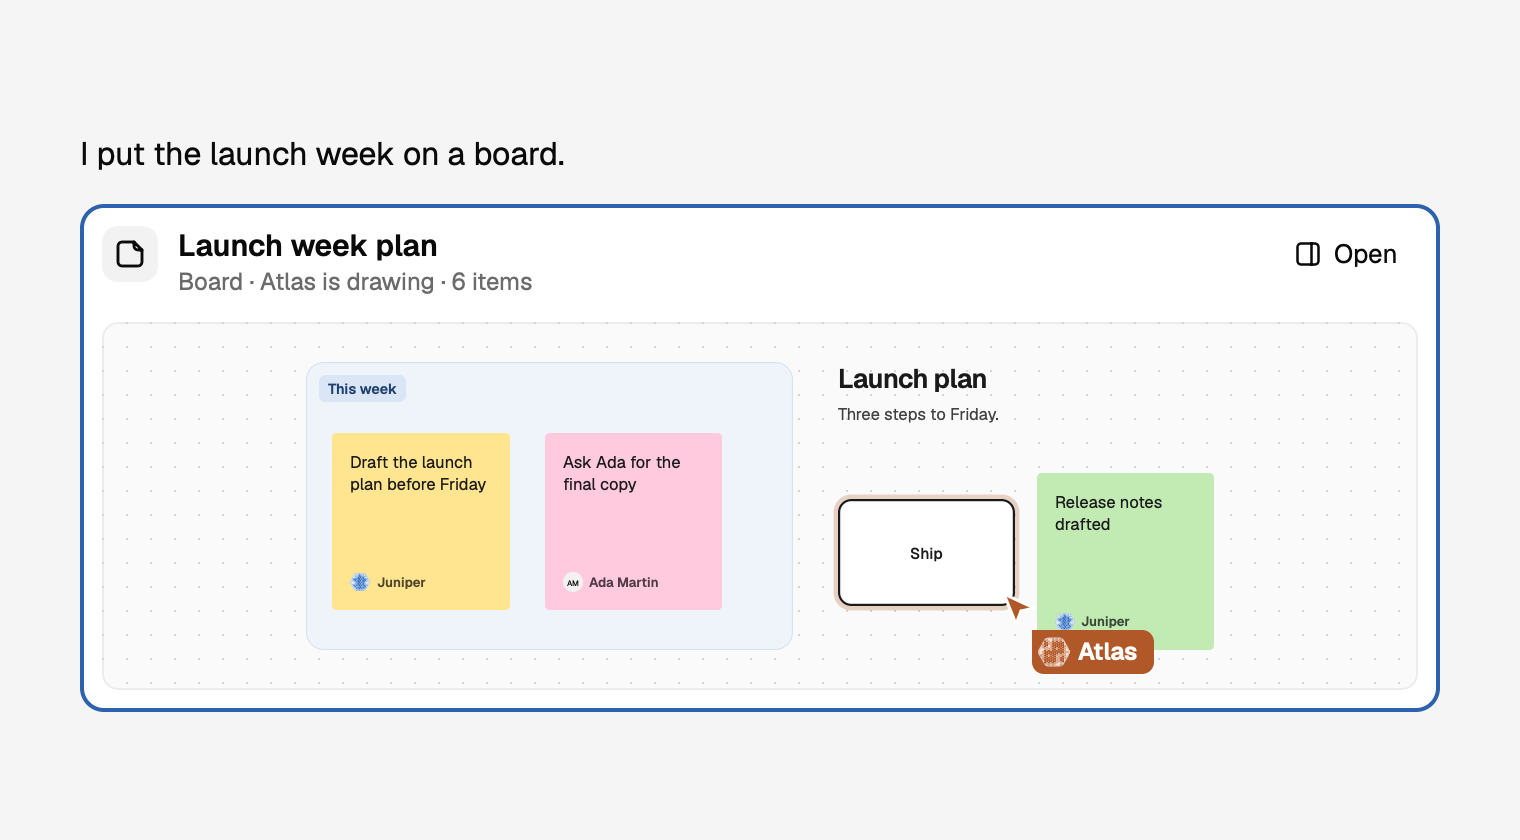 I put the launch week on a board.
Launch week plan
Board · Atlas is drawing · 6 items
Open
This week
Draft the launch
plan before Friday
Juniper
Ask Ada for the
final copy
AM Ada Martin
Launch plan
Three steps to Friday.
Ship
Release notes
drafted
Juniper
Atlas